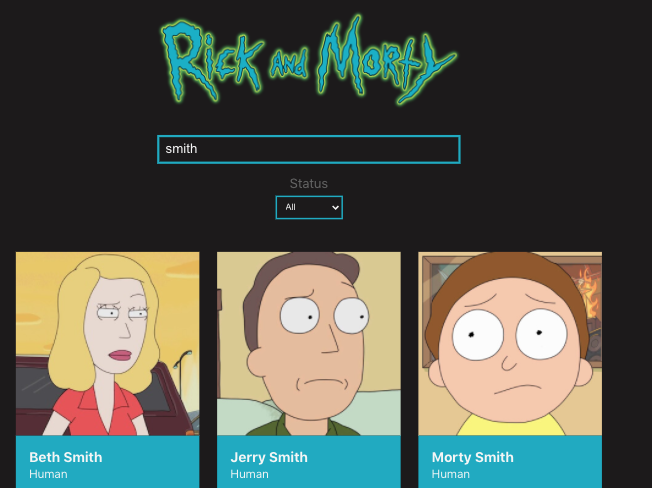 Rick and Morty
smith
Status
All
Beth Smith
Human
Jerry Smith
Human
Morty Smith
Human